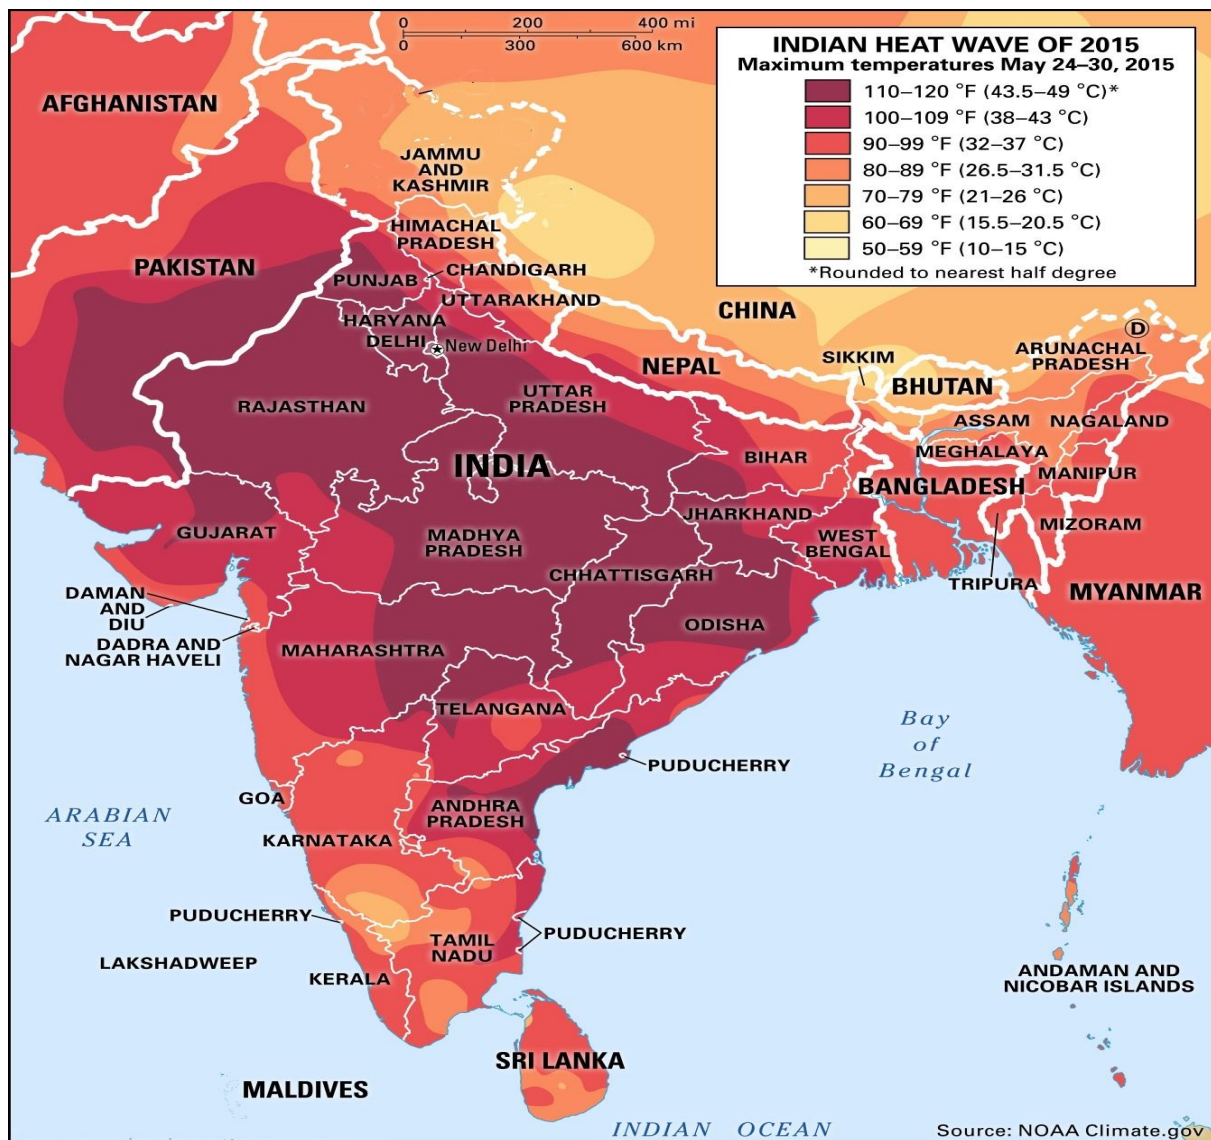 0 200 400 mi
0 300 600 km
INDIAN HEAT WAVE OF 2015
Maximum temperatures May 24–30, 2015
110–120 °F (43.5–49 °C)*
100–109 °F (38–43 °C)
90–99 °F (32–37 °C)
80–89 °F (26.5–31.5 °C)
70–79 °F (21–26 °C)
60–69 °F (15.5–20.5 °C)
50–59 °F (10–15 °C)
*Rounded to nearest half degree
AFGHANISTAN
JAMMU
AND
KASHMIR
HIMACHAL
PRADESH
PAKISTAN
PUNJAB
CHANDIGARH
UTTARAKHAND
CHINA
HARYANA
DELHI
New Delhi
D
ARUNACHAL
PRADESH
SIKKIM
NEPAL
BHUTAN
RAJASTHAN
UTTAR
PRADESH
ASSAM
NAGALAND
INDIA
BIHAR
MEGHALAYA
MANIPUR
BANGLADESH
GUJARAT
MADHYA
PRADESH
JHARKHAND
WEST
BENGAL
MIZORAM
CHHATTISGARH
TRIPURA
MYANMAR
DAMAN
AND
DIU
DADRA AND
NAGAR HAVELI
MAHARASHTRA
ODISHA
TELANGANA
Bay
of
Bengal
PUDUCHERRY
GOA
ARABIAN
SEA
ANDHRA
PRADESH
KARNATAKA
PUDUCHERRY
PUDUCHERRY
TAMIL
NADU
LAKSHADWEEP
KERALA
ANDAMAN AND
NICOBAR ISLANDS
SRI LANKA
MALDIVES
INDIAN OCEAN
Source: NOAA Climate.gov